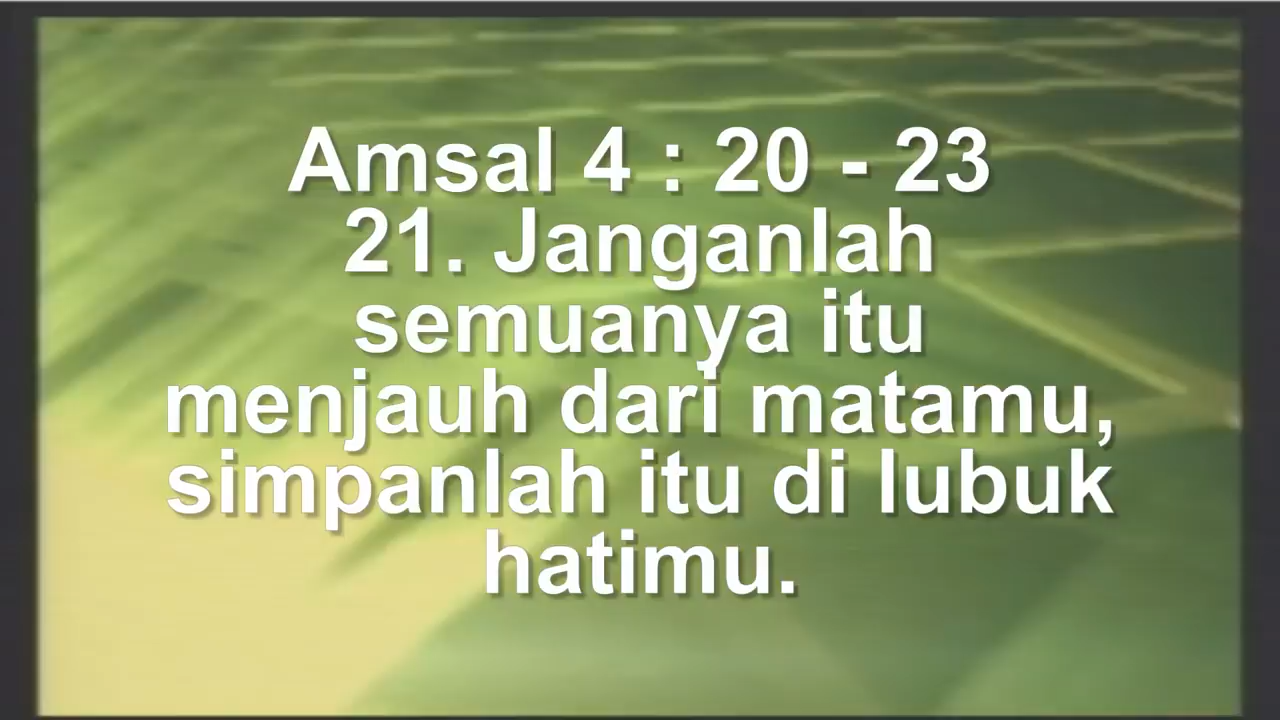 Amsal 4 : 20 - 23
21. Janganlah
semuanya itu
menjauh dari matamu,
simpanlah itu di lubuk
hatimu.